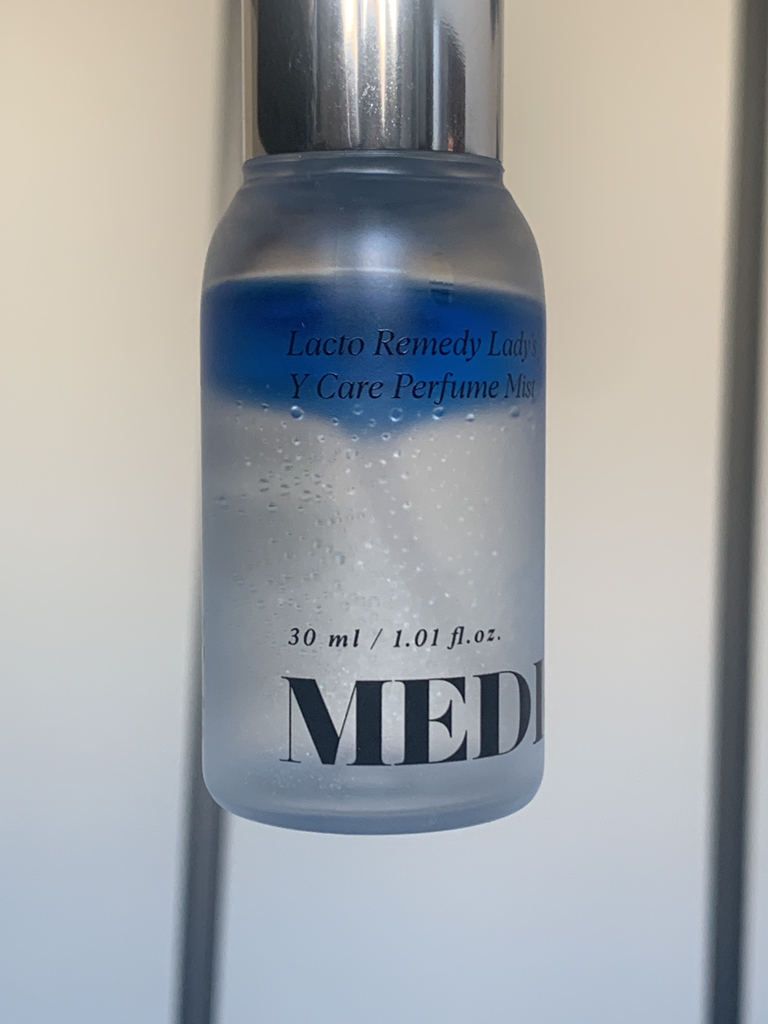 Lacto Remedy Lady's
Y Care Perfume Mist
30 ml / 1.01 fl.oz.
MEDI